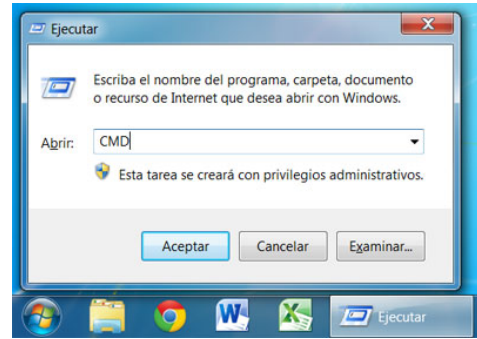 Ejecutar
Escriba el nombre del programa, carpeta, documento
o recurso de Internet que desea abrir con Windows.
Abrir: CMD
Esta tarea se creará con privilegios administrativos.
Aceptar Cancelar Examinar...
W X Ejecutar